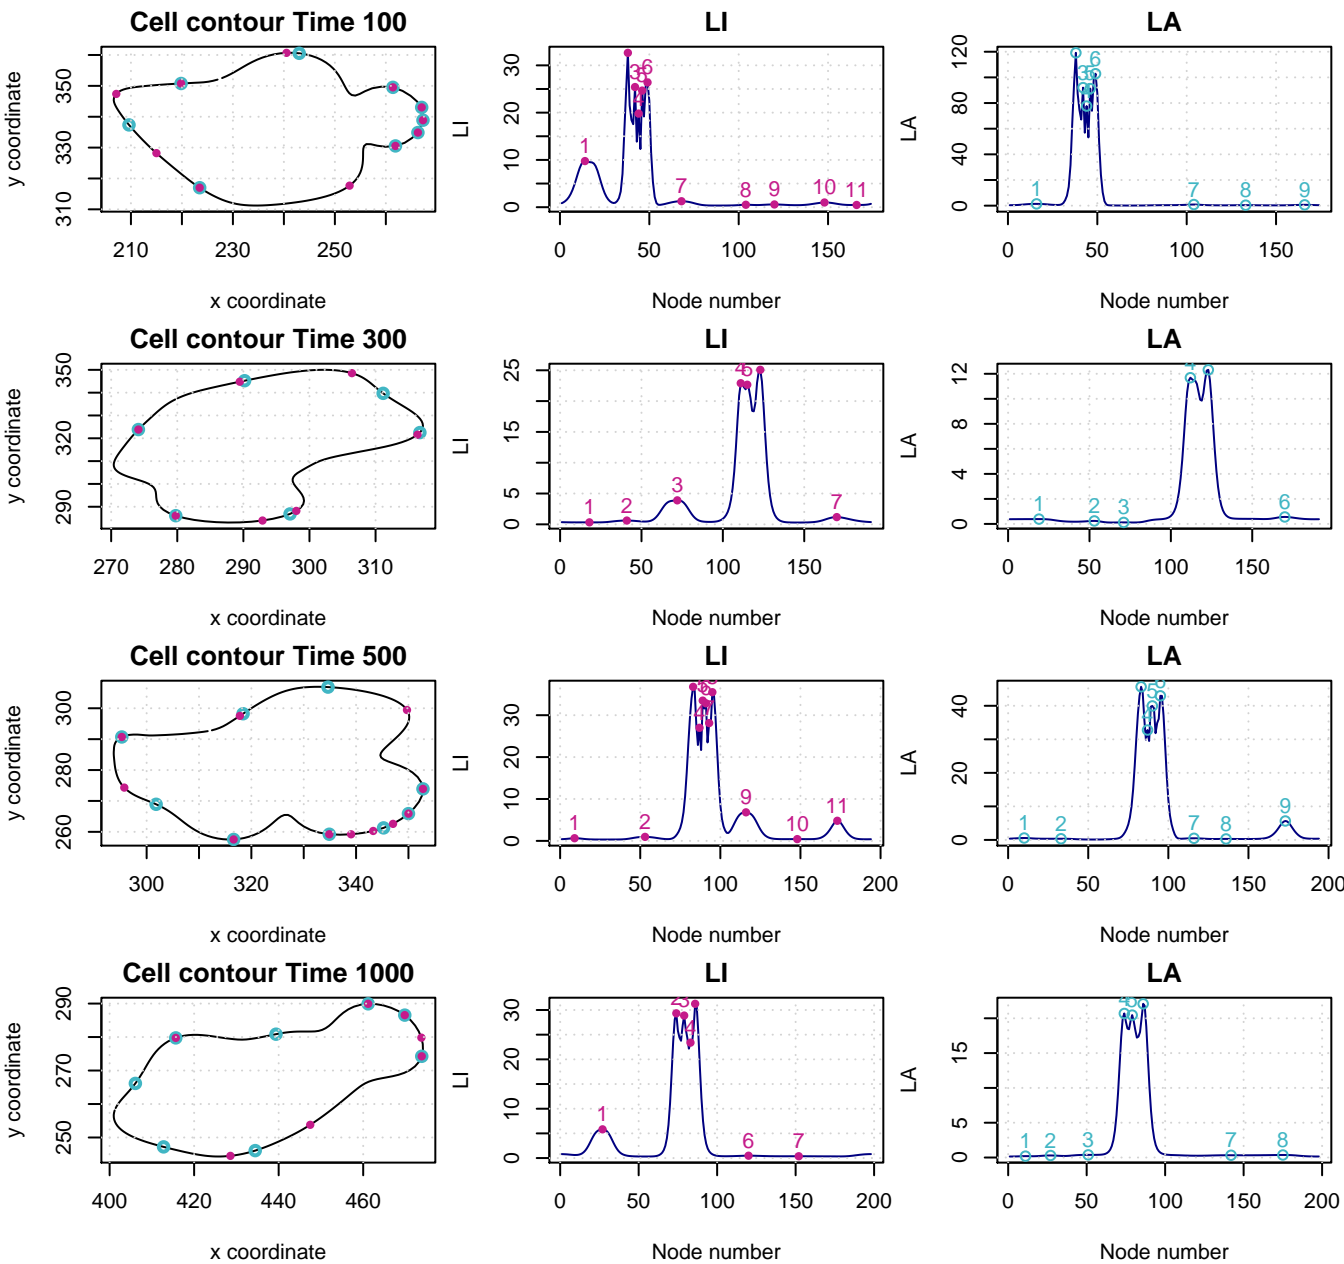 Cell contour Time 100
LI
LA
y coordinate
310 330 350
210 230 250
x coordinate
LI
0 10 20 30
1 3 4 5 6 7 8 9 10 11
0 50 100 150
Node number
LA
0 40 80 120
1 6 7 8 9
0 50 100 150
Node number
Cell contour Time 300
LI
LA
y coordinate
290 320 350
270 280 290 300 310
x coordinate
LI
0 5 15 25
1 2 3 4 5 7
0 50 100 150
Node number
LA
0 4 8 12
1 2 3 4 6
0 50 100 150
Node number
Cell contour Time 500
LI
LA
y coordinate
260 280 300
300 320 340
x coordinate
LI
0 10 20 30
1 2 4 9 10 11
0 50 100 150 200
Node number
LA
0 20 40
1 2 5 7 8 9
0 50 100 150 200
Node number
Cell contour Time 1000
LI
LA
y coordinate
250 270 290
400 420 440 460
x coordinate
LI
0 10 20 30
1 2 3 4 6 7
0 50 100 150 200
Node number
LA
0 5 15
1 2 3 4 5 7 8
0 50 100 150 200
Node number